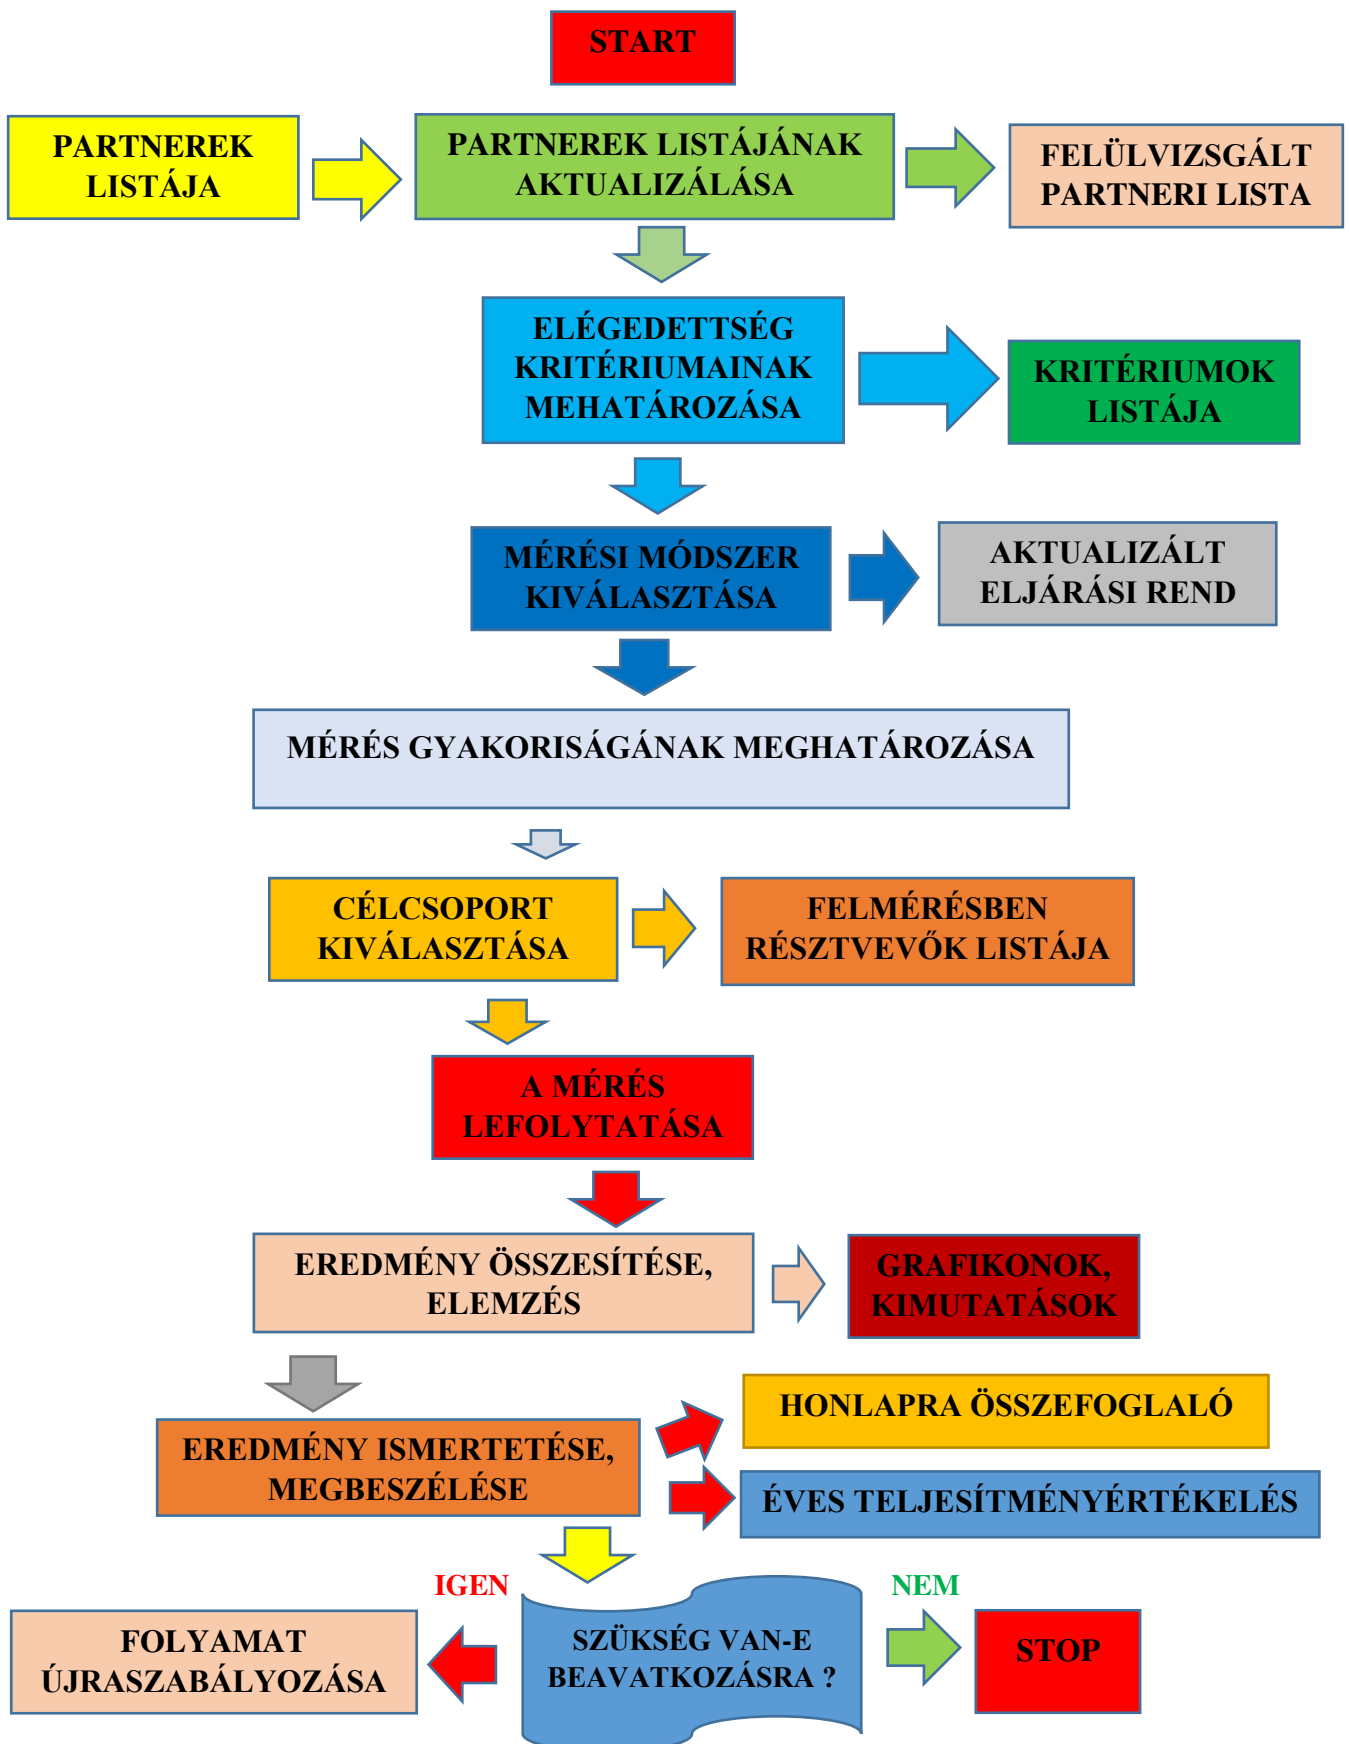 START
PARTNEREK
LISTÁJA
PARTNEREK LISTÁJÁNAK
AKTUALIZÁLÁSA
FELÜLVIZSGÁLT
PARTNERI LISTA
ELÉGEDETTSÉG
KRITÉRIUMAINAK
MEHATÁROZÁSA
KRITÉRIUMOK
LISTÁJA
MÉRÉSI MÓDSZER
KIVÁLASZTÁSA
AKTUALIZÁLT
ELJÁRÁSI REND
MÉRÉS GYAKORISÁGÁNAK MEGHATÁROZÁSA
CÉLCSOPORT
KIVÁLASZTÁSA
FELMÉRÉSBEN
RÉSZTVEVŐK LISTÁJA
A MÉRÉS
LEFOLYTATÁSA
EREDMÉNY ÖSSZESÍTÉSE,
ELEMZÉS
GRAFIKONOK,
KIMUTATÁSOK
HONLAPRA ÖSSZEFOGLALÓ
EREDMÉNY ISMERTETÉSE,
MEGBESZÉLÉSE
ÉVES TELJESÍTMÉNYÉRTÉKELÉS
IGEN
NEM
FOLYAMAT
ÚJRASZABÁLYOZÁSA
SZÜKSÉG VAN-E
BEAVATKOZÁSRA ?
STOP